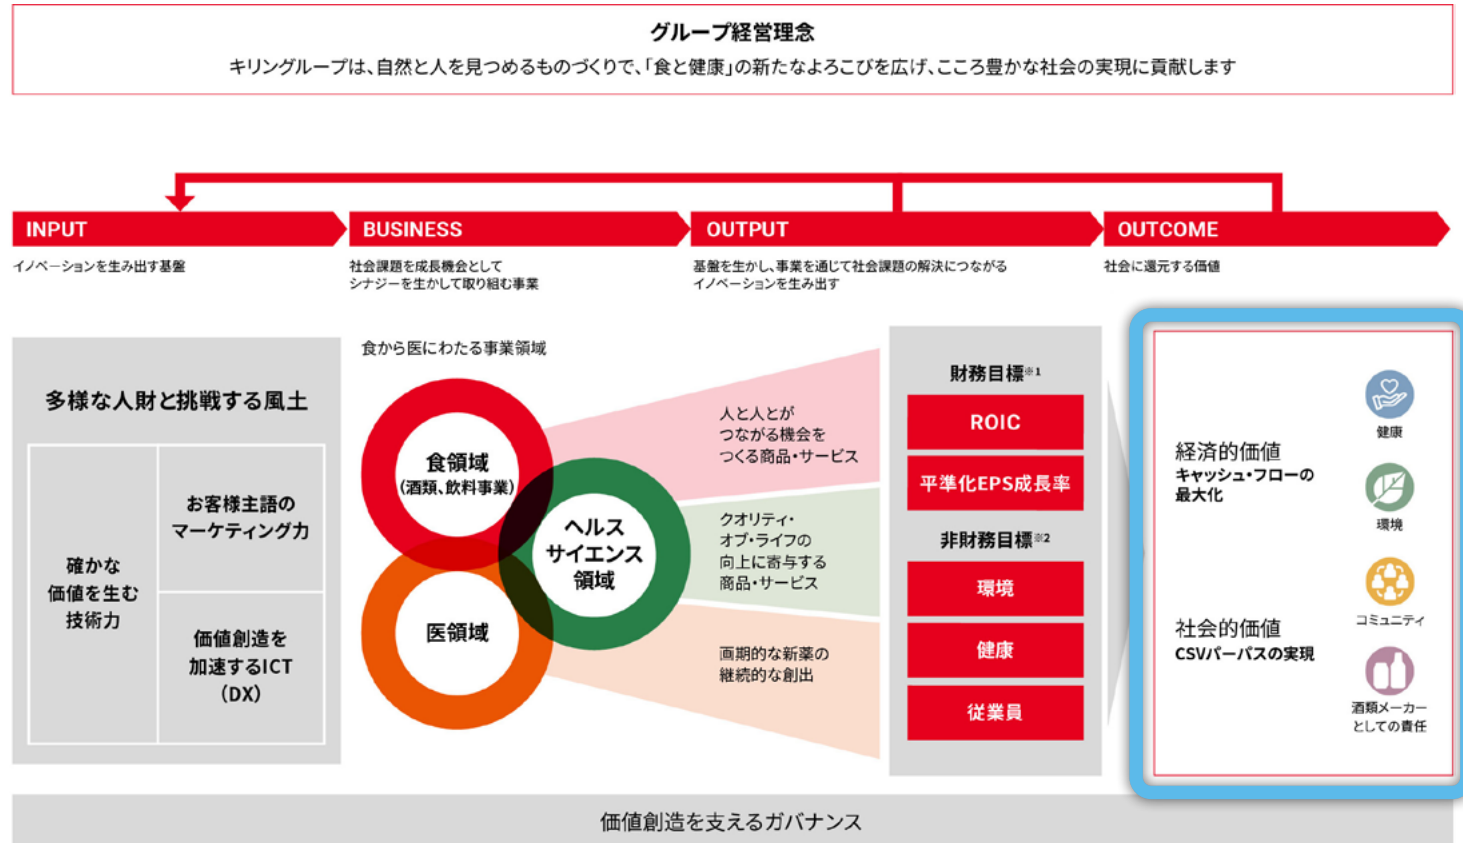 グループ経営理念
キリングループは、自然と人を見つめるものづくりで、「食と健康」の新たなよろこびを広げ、こころ豊かな社会の実現に貢献します
INPUT
イノベーションを生み出す基盤
BUSINESS
社会課題を成長機会として
シナジーを生かして取り組む事業
OUTPUT
基盤を生かし、事業を通じて社会課題の解決につながる
イノベーションを生み出す
OUTCOME
社会に還元する価値
多様な人財と挑戦する風土
確かな
価値を生む
技術力
お客様主語の
マーケティング力
価値創造を
加速するICT
（DX）
食から医にわたる事業領域
食領域
（酒類、飲料事業）
ヘルス
サイエンス
領域
医領域
人と人とが
つながる機会を
つくる商品・サービス
クオリティ・
オブ・ライフの
向上に寄与する
商品・サービス
画期的な新薬の
継続的な創出
財務目標※1
ROIC
平準化EPS成長率
非財務目標※2
環境
健康
従業員
経済的価値
キャッシュ・フローの
最大化
社会的価値
CSVパーパスの実現
健康
環境
コミュニティ
酒類メーカー
としての責任
価値創造を支えるガバナンス